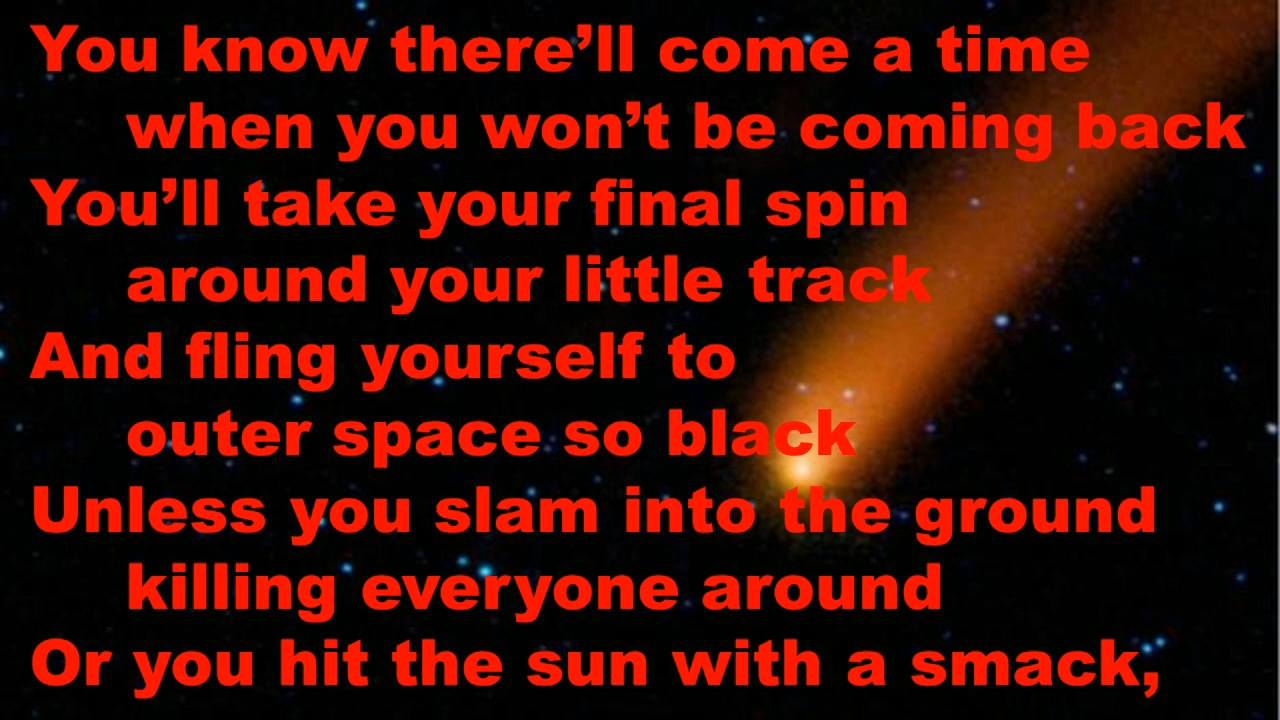 You know there’ll come a time
when you won’t be coming back
You’ll take your final spin
around your little track
And fling yourself to
outer space so black
Unless you slam into the ground
killing everyone around
Or you hit the sun with a smack,